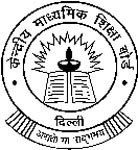 केन्द्रीय माध्यमिक शिक्षा बोर्ड
दिल्ली
असतो मा सद्गमय